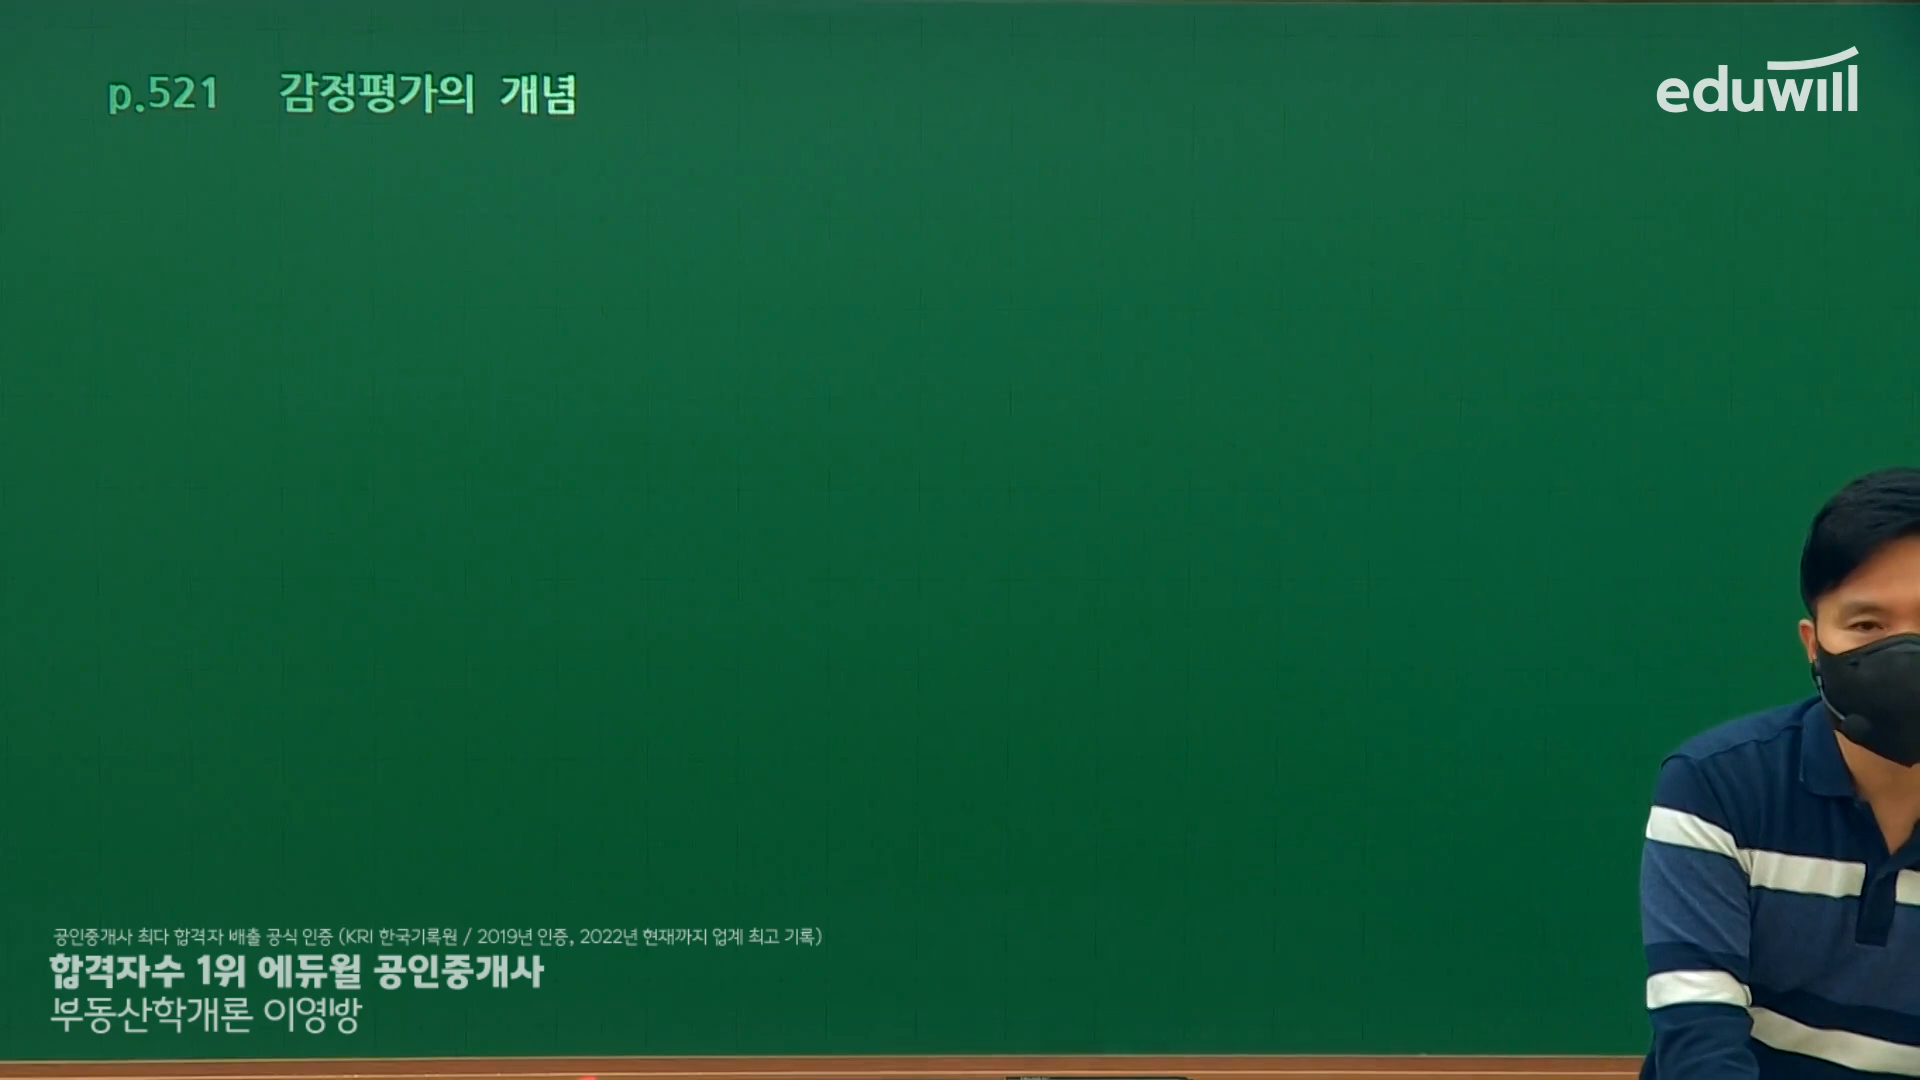 p.521 감정평가의 개념
eduwill
공인중개사 최다 합격자 배출 공식 인증 (KRI 한국기록원 / 2019년 인증, 2022년 현재까지 업계 최고 기록)
합격자수 1위 에듀윌 공인중개사
부동산학개론 이영방